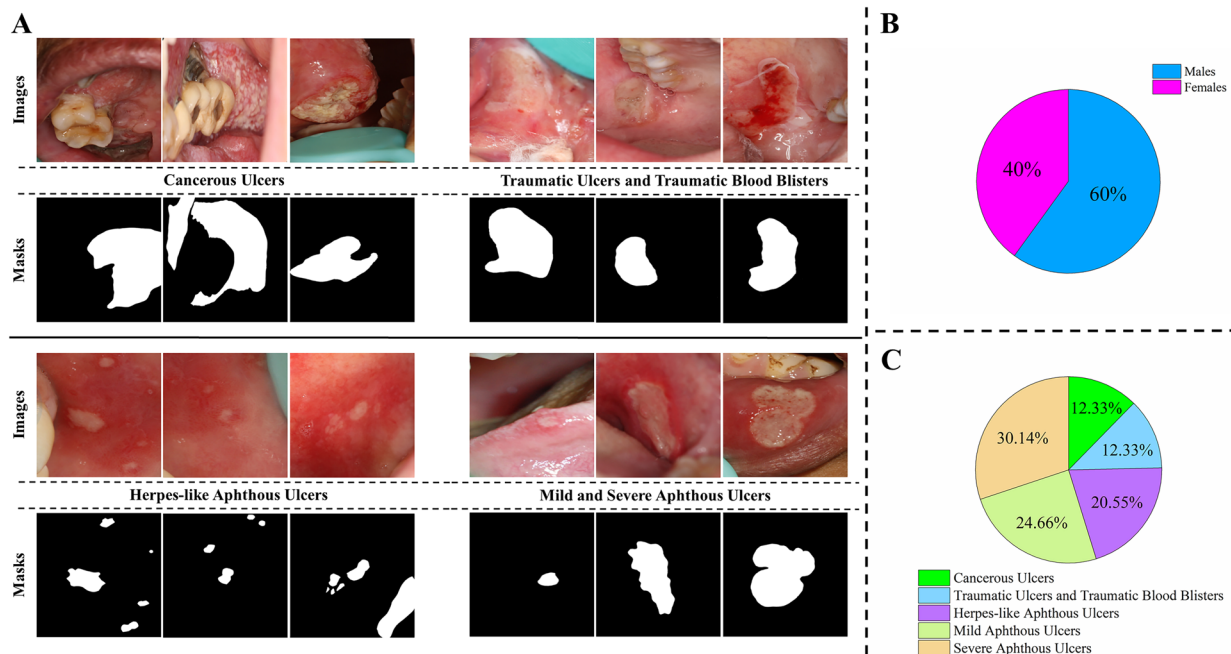 A
Images
Cancerous Ulcers
Traumatic Ulcers and Traumatic Blood Blisters
Masks
Images
Herpes-like Aphthous Ulcers
Mild and Severe Aphthous Ulcers
Masks
B
Males
Females
40%
60%
C
12.33%
12.33%
20.55%
24.66%
30.14%
Cancerous Ulcers
Traumatic Ulcers and Traumatic Blood Blisters
Herpes-like Aphthous Ulcers
Mild Aphthous Ulcers
Severe Aphthous Ulcers